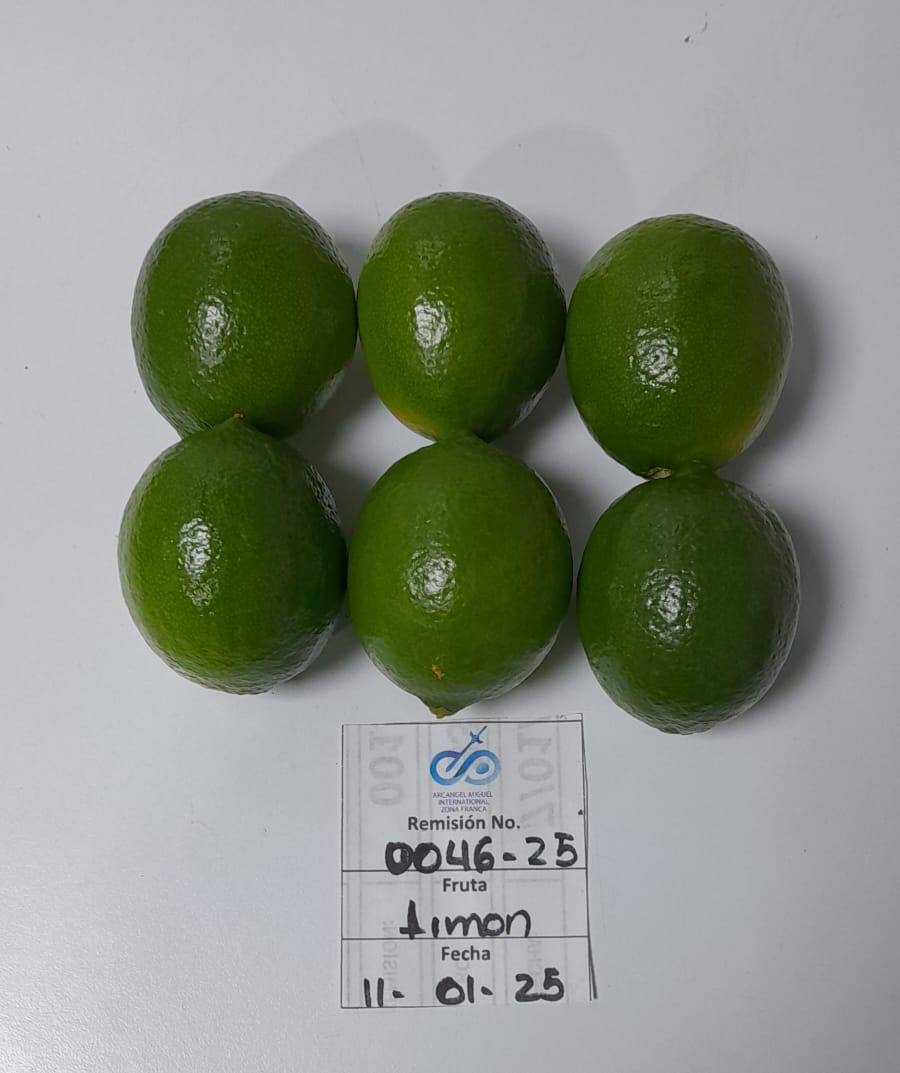 ARCANGEL MIGUEL
INTERNATIONAL
ZONA FRANCA
Remisión No.
0046-25
Fruta
Limon
Fecha
11- 01- 25